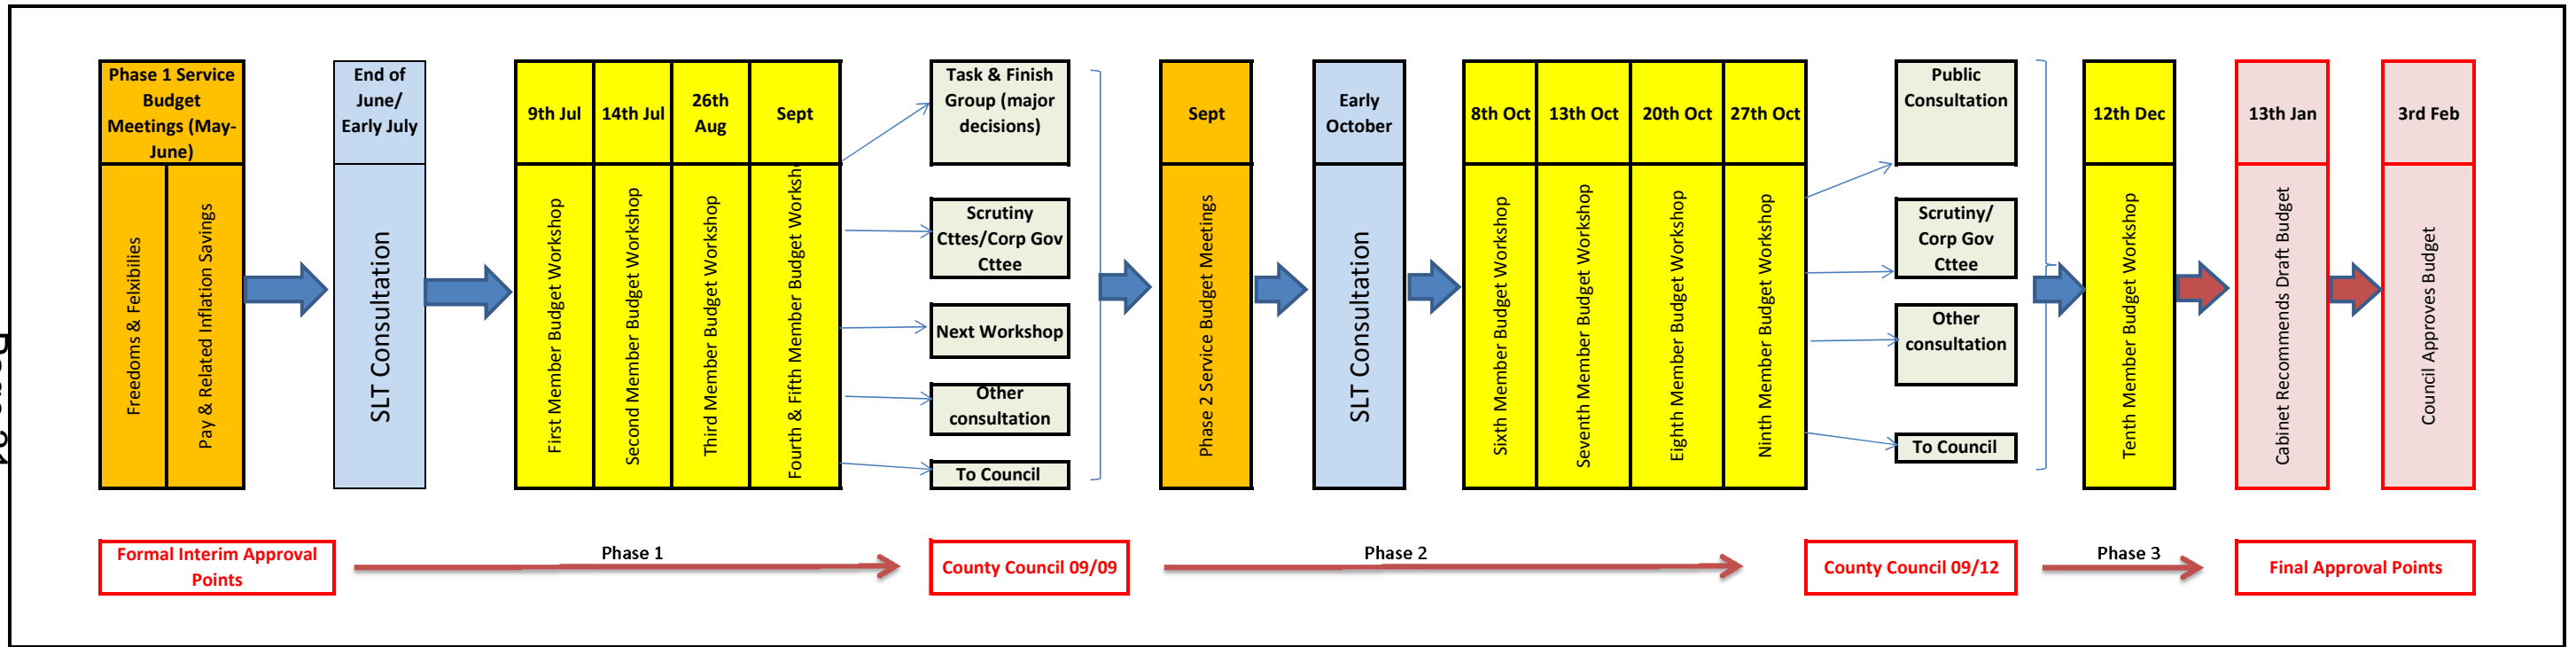 Phase 1 Service
Budget
Meetings (May-
June)
Freedoms & Felxibilies
Pay & Related Inflation Savings
End of
June/
Early July
SLT Consultation
9th Jul
First Member Budget Workshop
14th Jul
Second Member Budget Workshop
26th
Aug
Third Member Budget Workshop
Sept
Fourth & Fifth Member Budget Worksh
Task & Finish
Group (major
decisions)
Scrutiny
Cttes/Corp Gov
Cttee
Next Workshop
Other
consultation
To Council
Sept
Phase 2 Service Budget Meetings
Early
October
SLT Consultation
8th Oct
Sixth Member Budget Workshop
13th Oct
Seventh Member Budget Workshop
20th Oct
Eighth Member Budget Workshop
27th Oct
Ninth Member Budget Workshop
Public
Consultation
Scrutiny/
Corp Gov
Cttee
Other
consultation
To Council
12th Dec
Tenth Member Budget Workshop
13th Jan
Cabinet Recommends Draft Budget
3rd Feb
Council Approves Budget
Formal Interim Approval
Points
Phase 1
County Council 09/09
Phase 2
County Council 09/12
Phase 3
Final Approval Points